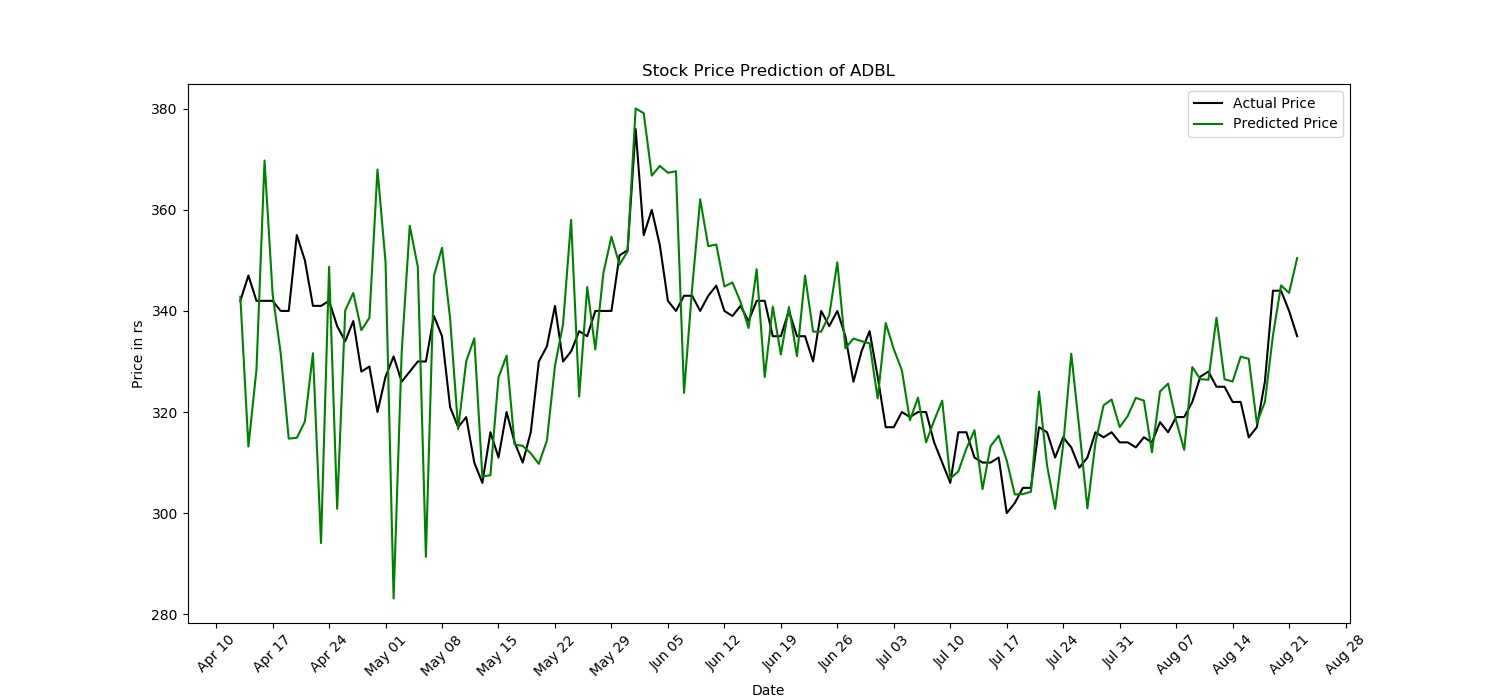 Stock Price Prediction of ADBL
Actual Price
Predicted Price
Price in rs
380
360
340
320
300
280
Apr 10
Apr 17
Apr 24
May 01
May 08
May 15
May 22
May 29
Jun 05
Jun 12
Jun 19
Jun 26
Jul 03
Jul 10
Jul 17
Jul 24
Jul 31
Aug 07
Aug 14
Aug 21
Aug 28
Date